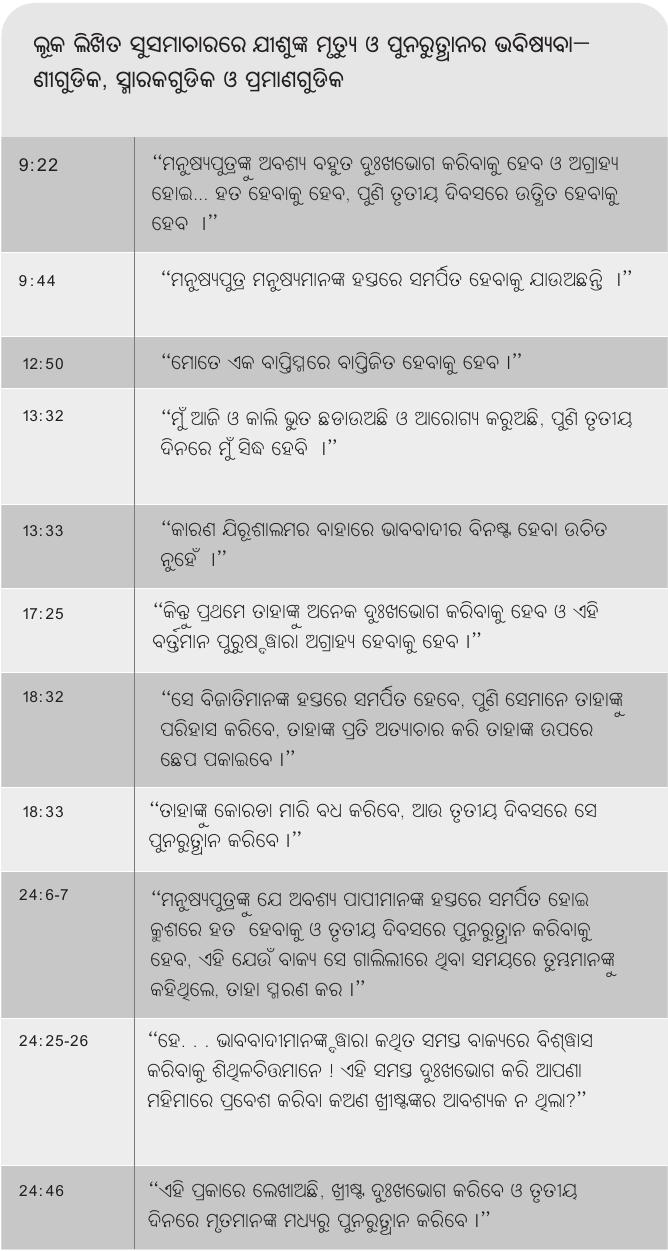 ଲୂକ ଲିଖିତ ସୁସମାଚାରରେ ଯୀଶୁଙ୍କ ମୃତ୍ୟୁ ଓ ପୁନରୁତ୍ଥାନର ଭବିଷ୍ୟବା–
ଣୀଗୁଡିକ, ସ୍ମାରକଗୁଡିକ ଓ ପ୍ରମାଣଗୁଡିକ
9:22 “ମନୁଷ୍ୟପୁତ୍ରଙ୍କୁ ଅବଶ୍ୟ ବହୁତ ଦୁଃଖଭୋଗ କରିବାକୁ ହେବ ଓ ଅଗ୍ରାହ୍ୟ
ହୋଇ... ହତ ହେବାକୁ ହେବ, ପୁଣି ତୃତୀୟ ଦିବସରେ ଉତ୍ଥିତ ହେବାକୁ
ହେବ ।”
9:44 “ମନୁଷ୍ୟପୁତ୍ର ମନୁଷ୍ୟମାନଙ୍କ ହସ୍ତରେ ସମର୍ପିତ ହେବାକୁ ଯାଉଅଛନ୍ତି ।”
12:50 “ମୋତେ ଏକ ବାପ୍ତିସ୍ମରେ ବାପ୍ତିଜିତ ହେବାକୁ ହେବ ।”
13:32 “ମୁଁ ଆଜି ଓ କାଲି ଭୁତ ଛଡାଉଅଛି ଓ ଆରୋଗ୍ୟ କରୁଅଛି, ପୁଣି ତୃତୀୟ
ଦିନରେ ମୁଁ ସିଦ୍ଧ ହେବି ।”
13:33 “କାରଣ ଯିରୂଶାଲମର ବାହାରେ ଭାବବାଦୀର ବିନଷ୍ଟ ହେବା ଉଚିତ
ନୁହେଁ ।”
17:25 “କିନ୍ତୁ ପ୍ରଥମେ ତାହାଙ୍କୁ ଅନେକ ଦୁଃଖଭୋଗ କରିବାକୁ ହେବ ଓ ଏହି
ବର୍ତ୍ତମାନ ପୁରୁଷଦ୍ୱାରା ଅଗ୍ରାହ୍ୟ ହେବାକୁ ହେବ ।”
18:32 “ସେ ବିଜାତିମାନଙ୍କ ହସ୍ତରେ ସମର୍ପିତ ହେବେ, ପୁଣି ସେମାନେ ତାହାଙ୍କୁ
ପରିହାସ କରିବେ, ତାହାଙ୍କ ପ୍ରତି ଅତ୍ୟାଚାର କରି ତାହାଙ୍କ ଉପରେ
ଛେପ ପକାଇବେ ।”
18:33 “ତାହାଙ୍କୁ କୋରଡା ମାରି ବଧ କରିବେ, ଆଉ ତୃତୀୟ ଦିବସରେ ସେ
ପୁନରୁତ୍ଥାନ କରିବେ ।”
24:6-7 “ମନୁଷ୍ୟପୁତ୍ରଙ୍କୁ ଯେ ଅବଶ୍ୟ ପାପୀମାନଙ୍କ ହସ୍ତରେ ସମର୍ପିତ ହୋଇ
କ୍ରୁଶରେ ହତ ହେବାକୁ ଓ ତୃତୀୟ ଦିବସରେ ପୁନରୁତ୍ଥାନ କରିବାକୁ
ହେବ, ଏହି ଯେଉଁ ବାକ୍ୟ ସେ ଗାଲିଲୀରେ ଥିବା ସମୟରେ ତୁମ୍ଭମାନଙ୍କୁ
କହିଥିଲେ, ତାହା ସ୍ମରଣ କର ।”
24:25-26 “ହେ. . . ଭାବବାଦୀମାନଙ୍କଦ୍ୱାରା କଥିତ ସମସ୍ତ ବାକ୍ୟରେ ବିଶ୍ୱାସ
କରିବାକୁ ଶିଥିଳଚିତ୍ତମାନେ ! ଏହି ସମସ୍ତ ଦୁଃଖଭୋଗ କରି ଆପଣା
ମହିମାରେ ପ୍ରବେଶ କରିବା କଅଣ ଖ୍ରୀଷ୍ଟଙ୍କର ଆବଶ୍ୟକ ନ ଥିଲା?”
24:46 “ଏହି ପ୍ରକାରେ ଲେଖାଅଛି, ଖ୍ରୀଷ୍ଟ ଦୁଃଖଭୋଗ କରିବେ ଓ ତୃତୀୟ
ଦିନରେ ମୃତମାନଙ୍କ ମଧ୍ୟରୁ ପୁନରୁତ୍ଥାନ କରିବେ ।”